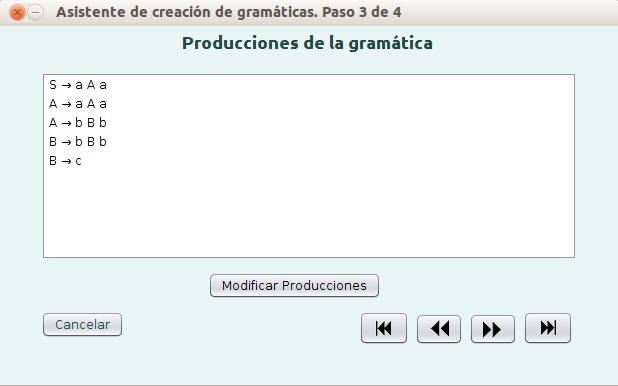 Asistente de creación de gramáticas. Paso 3 de 4
Producciones de la gramática
S → a A a
A → a A a
A → b B b
B → b B b
B → c
Modificar Producciones
Cancelar